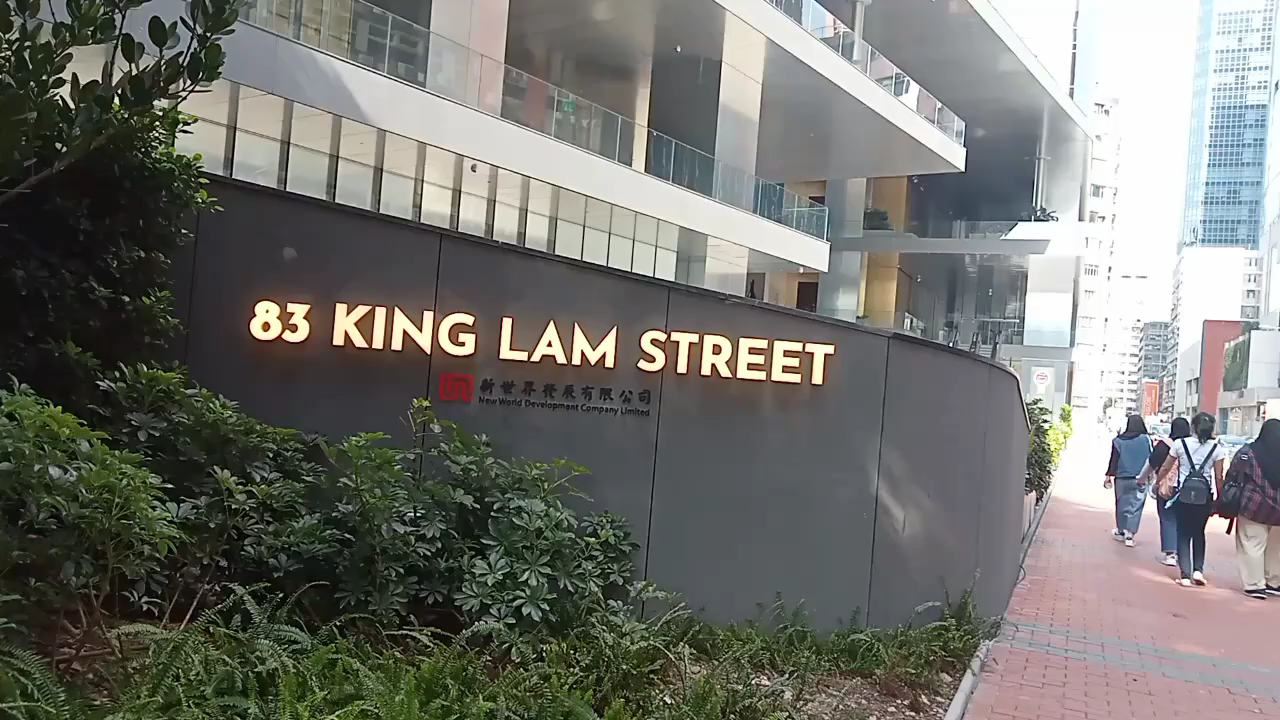 83 KING LAM STREET
新世界發展有限公司
New World Development Company Limited